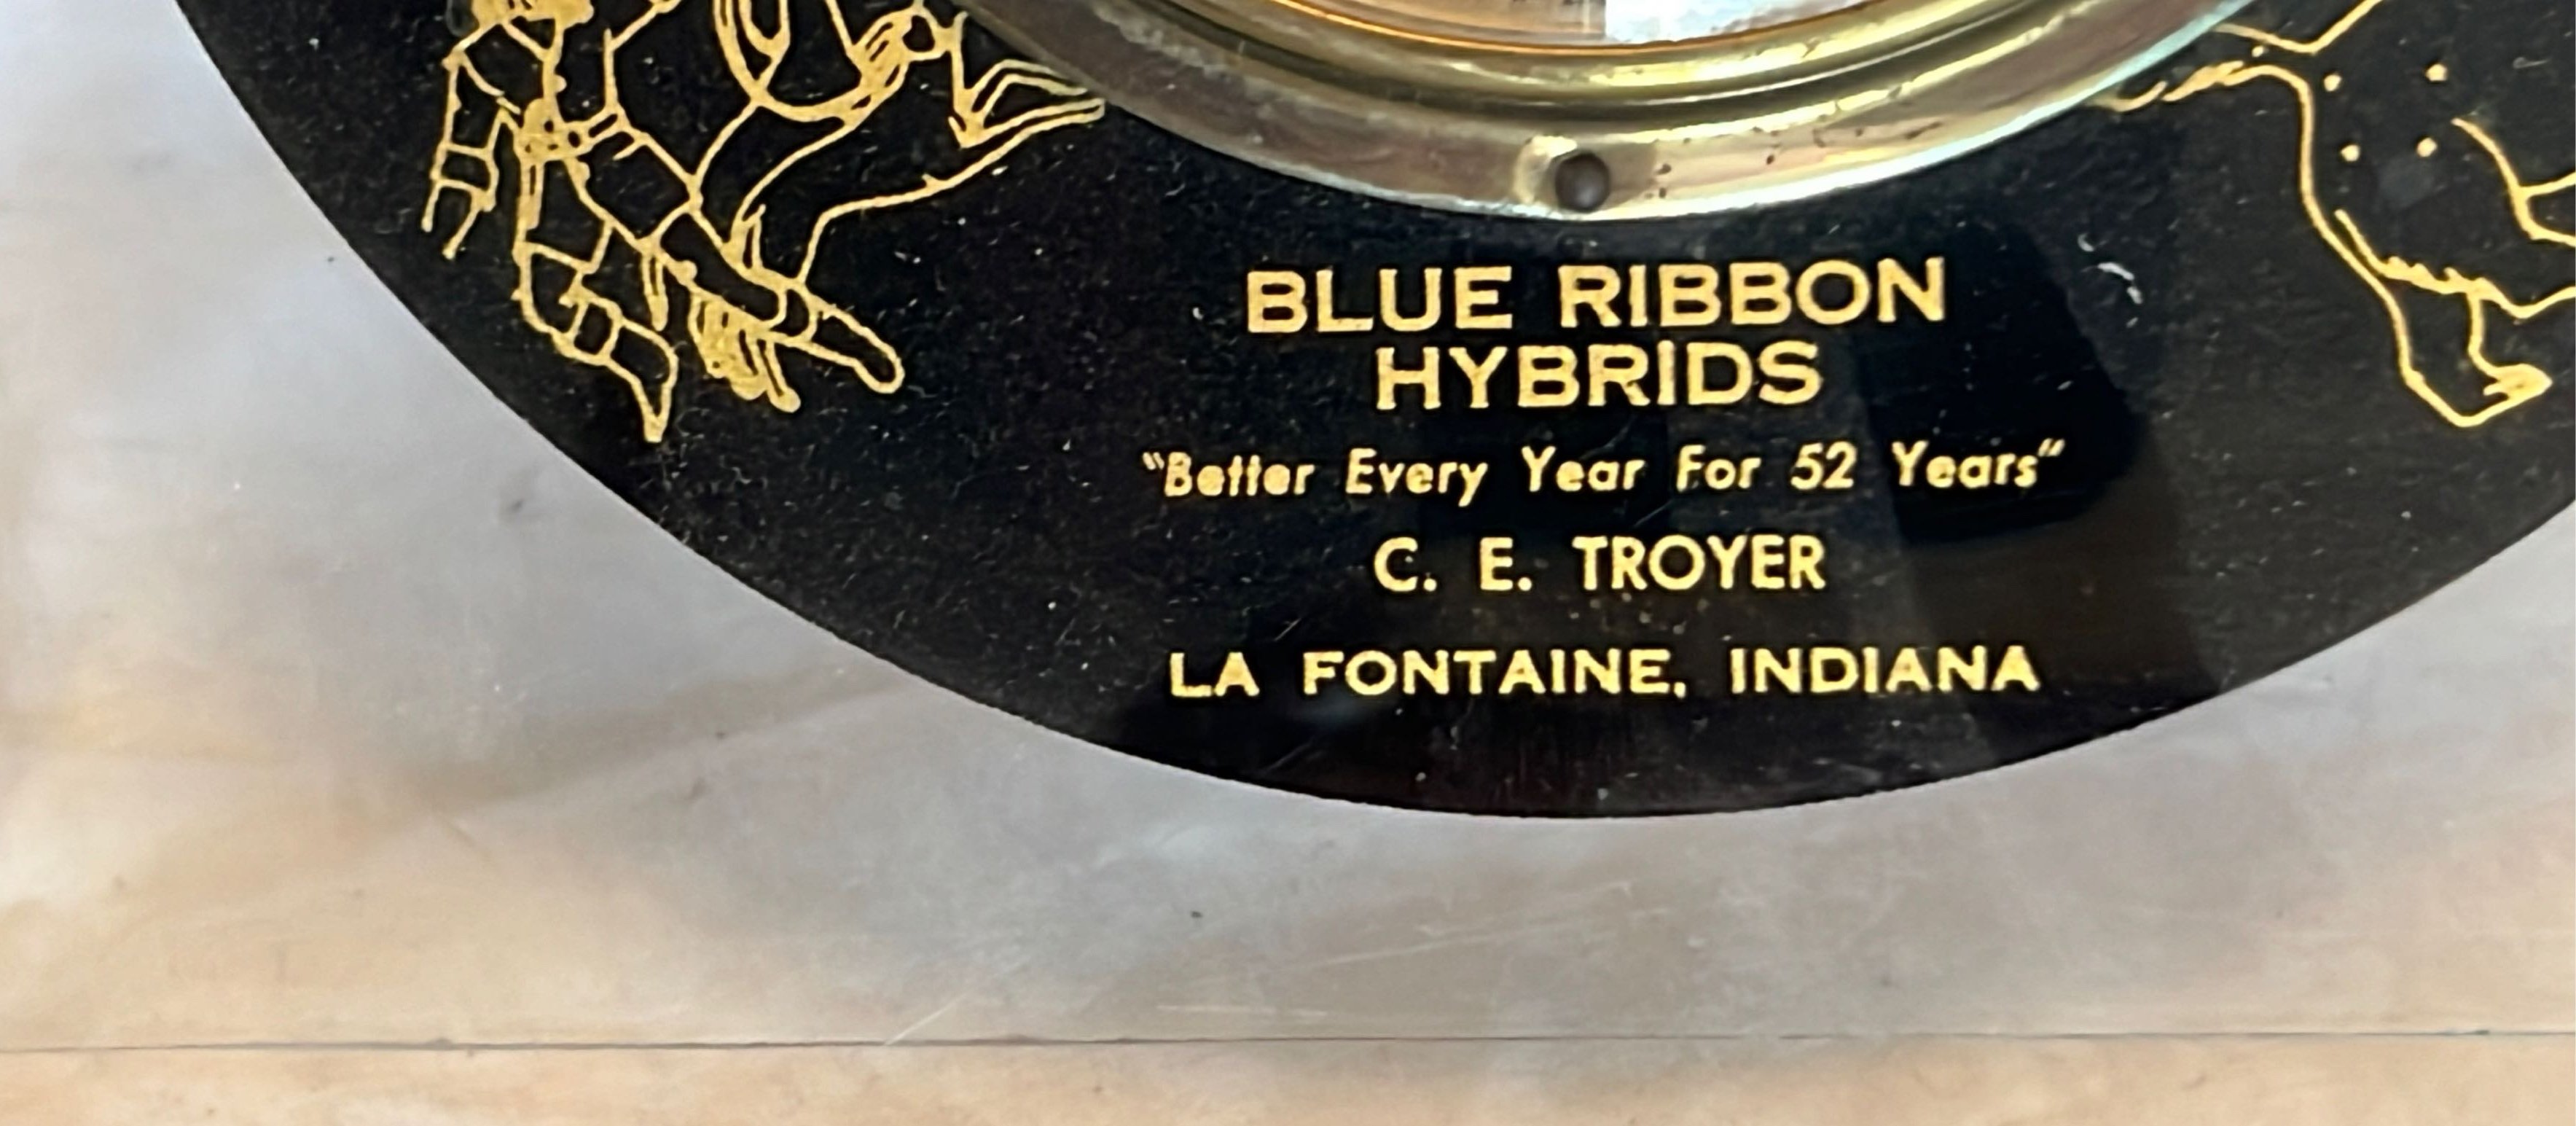 BLUE RIBBON
HYBRIDS
"Better Every Year For 52 Years"
C. E. TROYER
LA FONTAINE, INDIANA